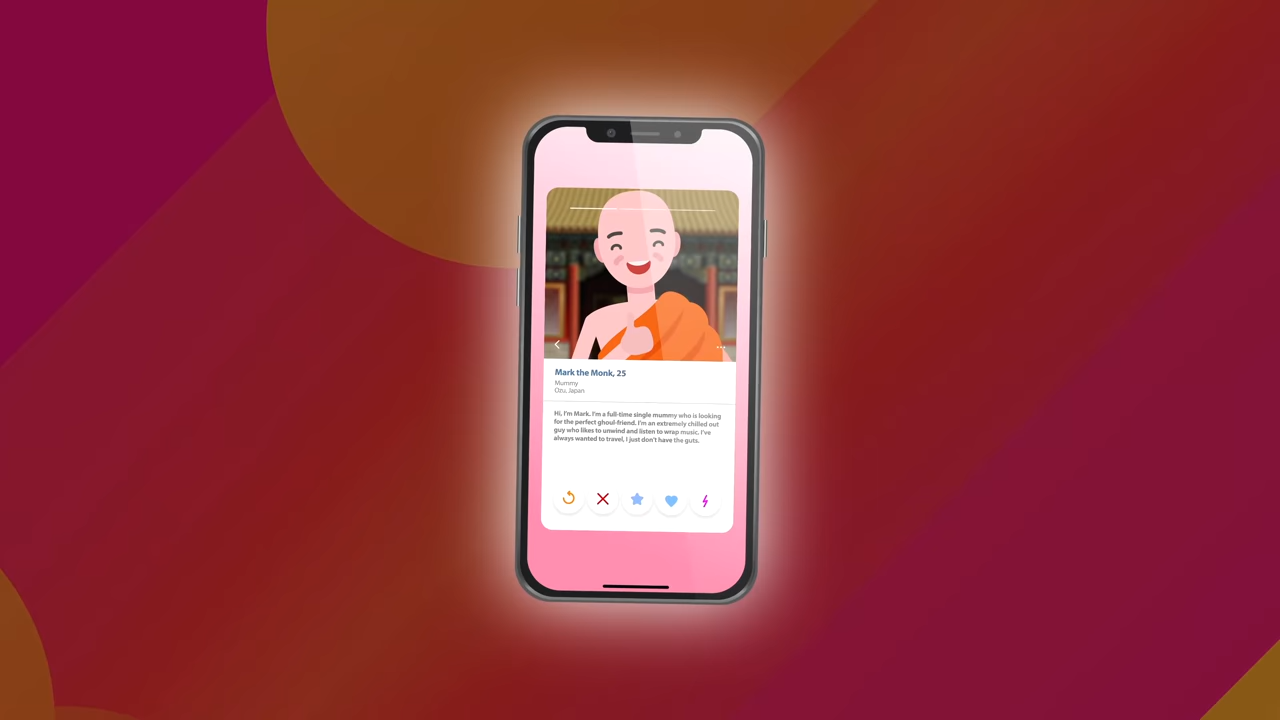 Mark the Monk, 25
Mummy
Ozu, Japan
Hi, I'm Mark. I'm a full-time single mummy who is looking
for the perfect ghoul-friend. I'm an extremely chilled out
guy who likes to unwind and listen to wrap music. I've
always wanted to travel, I just don't have the guts.